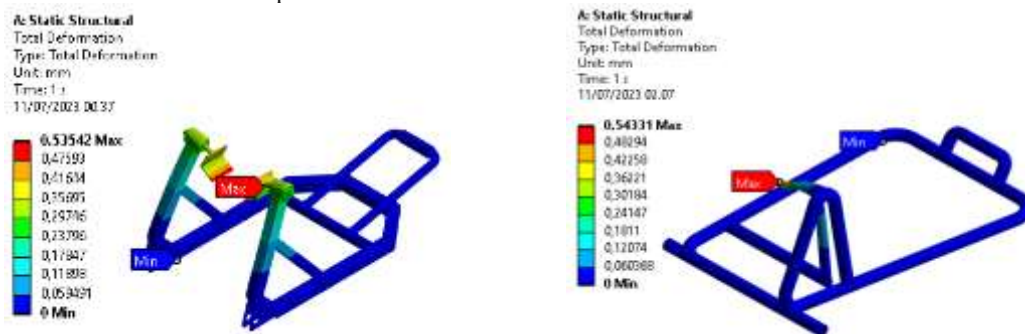 A: Static Structural
Total Deformation
Type: Total Deformation
Unit: mm
Time: 1 s
11/07/2023 00.37
0.53542 Max
0,47593
0,41644
0,35695
0,29746
0,23796
0,17847
0,11898
0,059491
0 Min
Max
Min
A: Static Structural
Total Deformation
Type: Total Deformation
Unit: mm
Time: 1 s
11/07/2023 02.07
0.54331 Max
0,48294
0,42258
0,36221
0,30184
0,24147
0,1811
0,12074
0,060368
0 Min
Min
Max